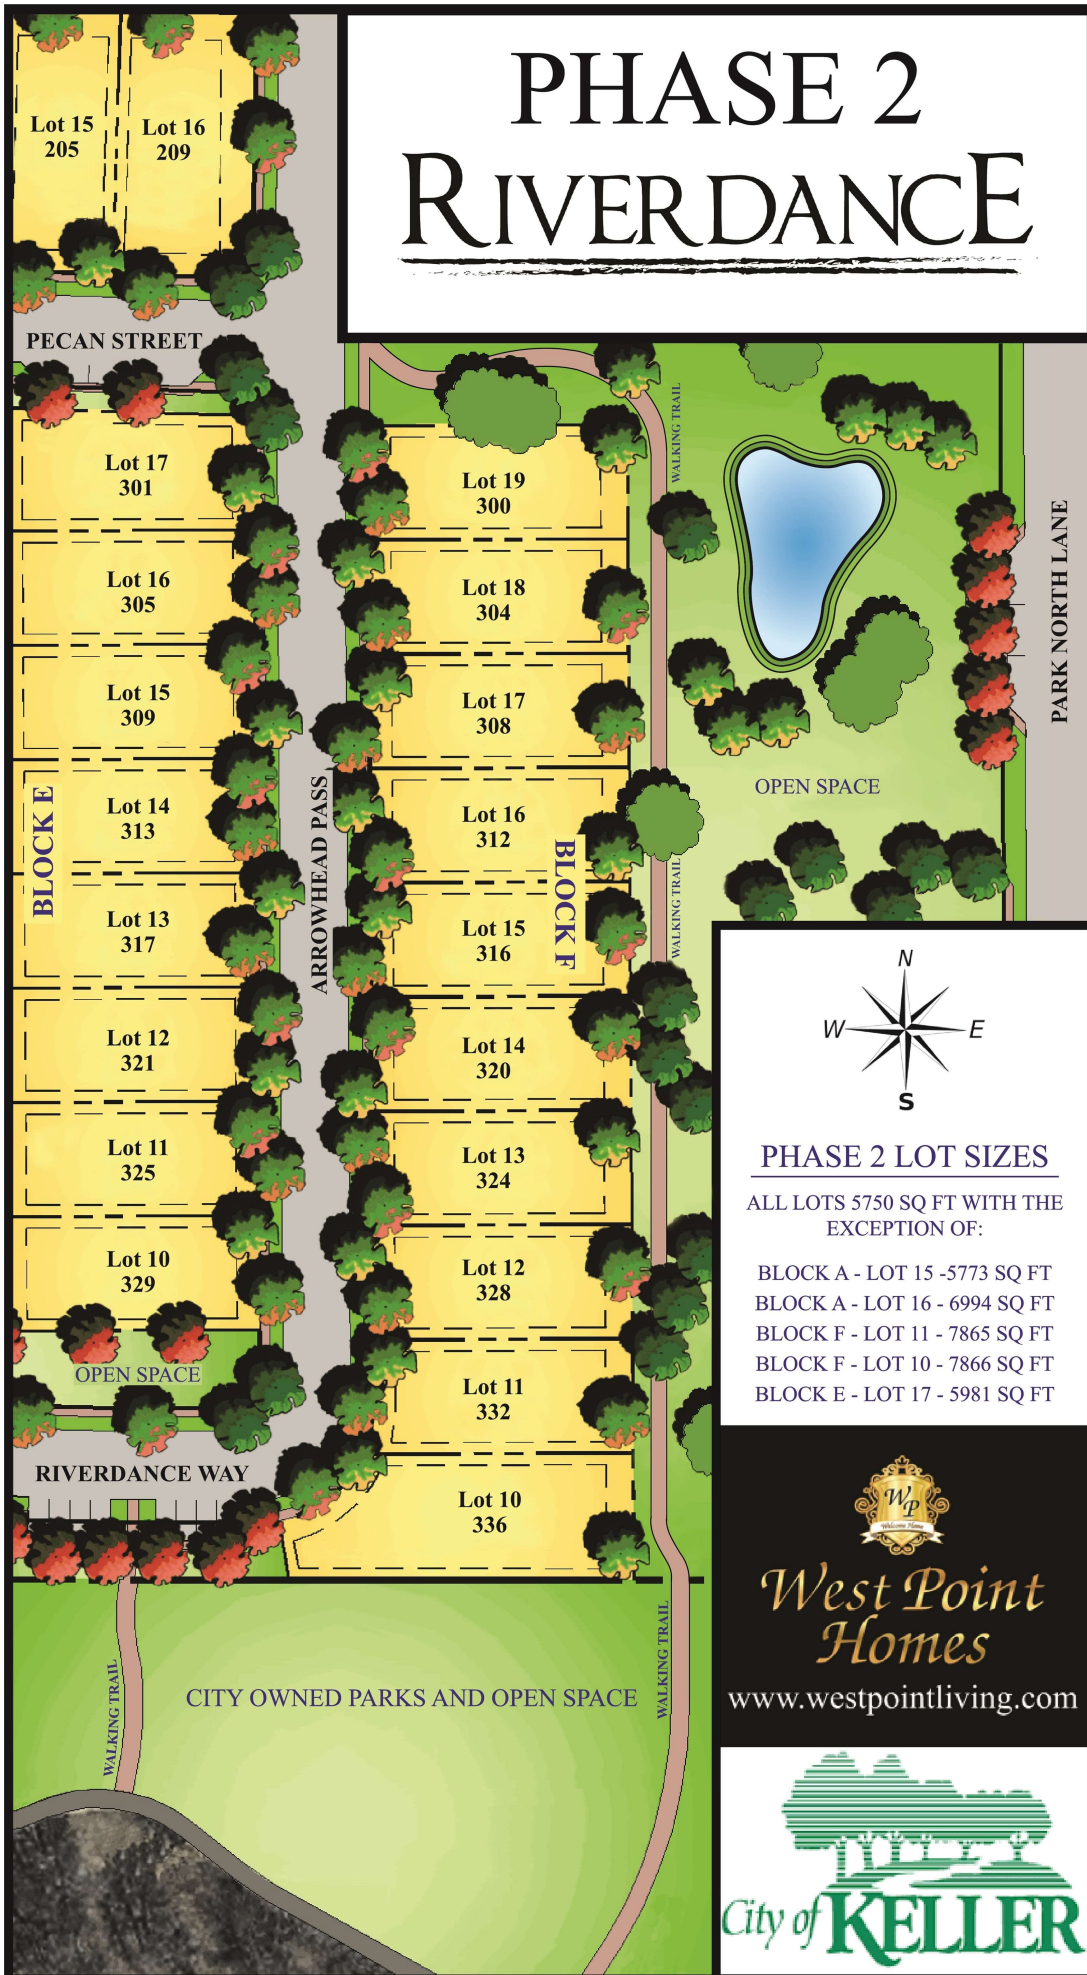 PHASE 2
RIVERDANCE
Lot 15
205
Lot 16
209
PECAN STREET
Lot 17
301
Lot 16
305
Lot 15
309
Lot 14
313
Lot 13
317
Lot 12
321
Lot 11
325
Lot 10
329
BLOCK E
OPEN SPACE
RIVERDANCE WAY
ARROWHEAD PASS
Lot 19
300
Lot 18
304
Lot 17
308
Lot 16
312
Lot 15
316
Lot 14
320
Lot 13
324
Lot 12
328
Lot 11
332
Lot 10
336
BLOCK F
WALKING TRAIL
WALKING TRAIL
OPEN SPACE
PARK NORTH LANE
WALKING TRAIL
CITY OWNED PARKS AND OPEN SPACE
WALKING TRAIL
N
W
E
S
PHASE 2 LOT SIZES
ALL LOTS 5750 SQ FT WITH THE
EXCEPTION OF:
BLOCK A - LOT 15 -5773 SQ FT
BLOCK A - LOT 16 - 6994 SQ FT
BLOCK F - LOT 11 - 7865 SQ FT
BLOCK F - LOT 10 - 7866 SQ FT
BLOCK E - LOT 17 - 5981 SQ FT
WP
Welcome Home
West Point
Homes
www.westpointliving.com
City of KELLER